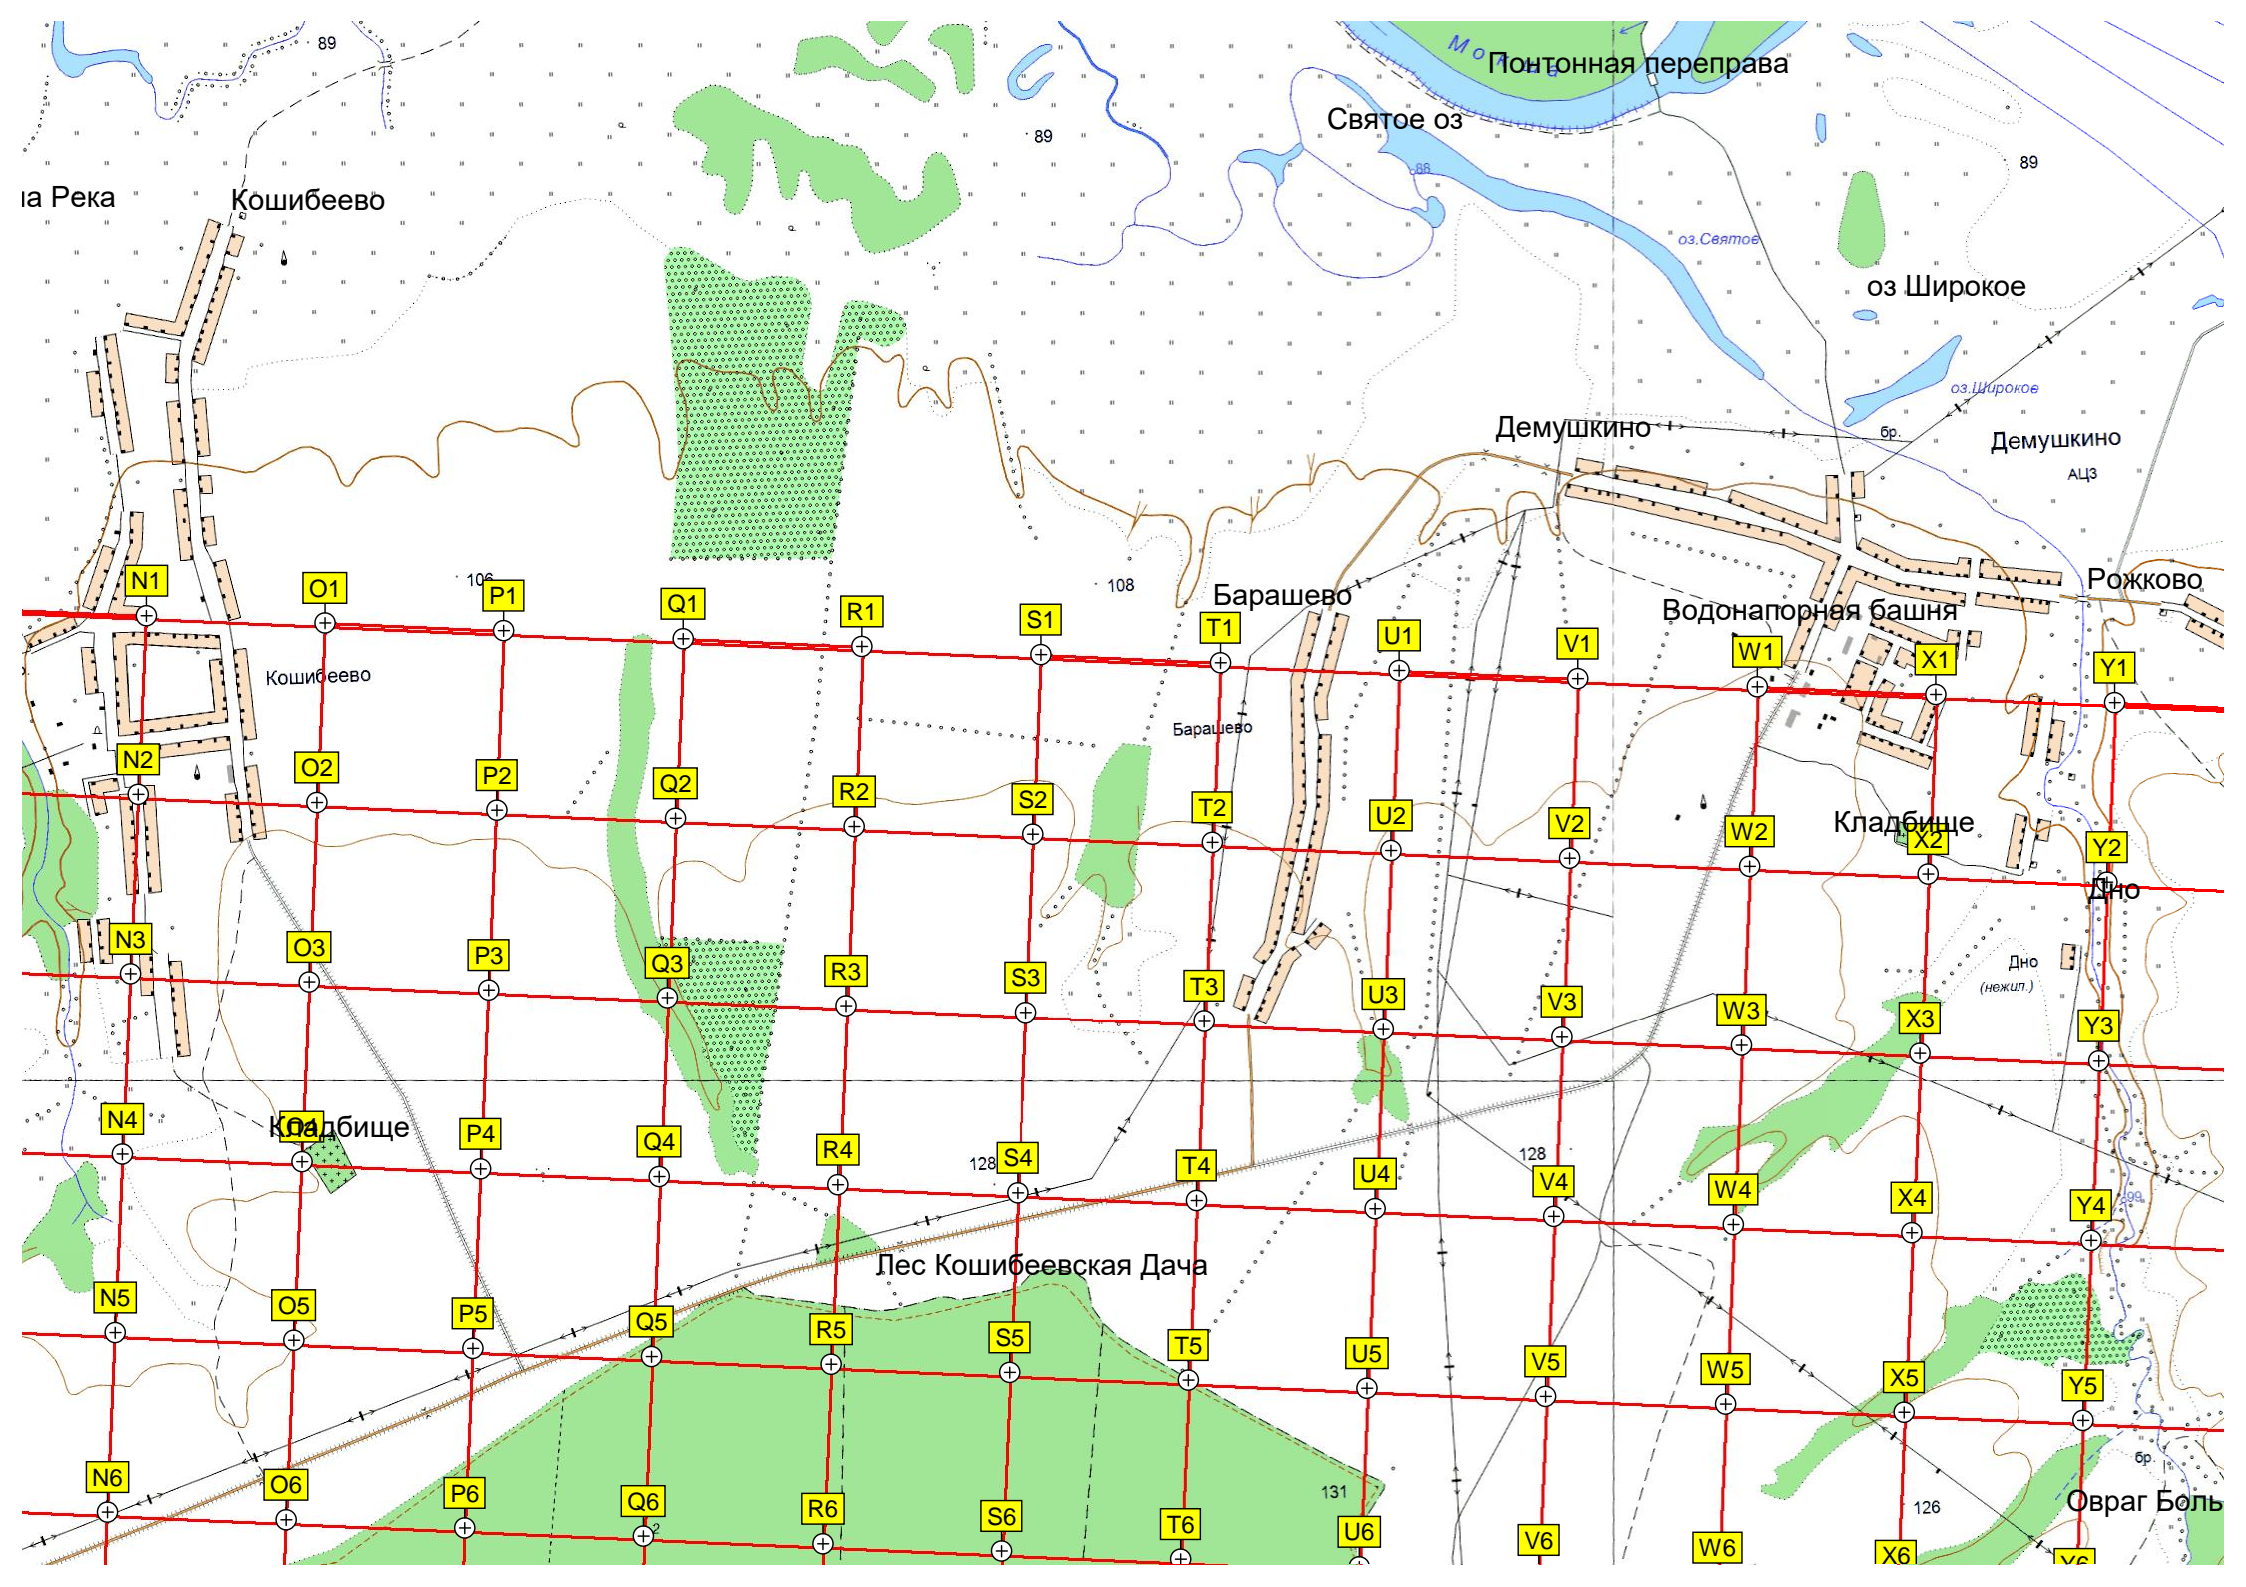 89
Мокша
Понтонная переправа
Святое оз
89
88
89
а Река
Кошибеево
оз.Святое
оз Широкое
оз.Широкое
Демушкино
бр.
Демушкино
АЦЗ
106
108
Барашево
Рожково
Водонапорная башня
N1
O1
P1
Q1
R1
S1
T1
U1
V1
W1
X1
Y1
Кошибеево
Барашево
N2
O2
P2
Q2
R2
S2
T2
U2
V2
W2
Кладбище
X2
Y2
Дно
N3
O3
P3
Q3
R3
S3
T3
U3
V3
W3
X3
Y3
Дно
(нежил.)
N4
O4
Кладбище
P4
Q4
R4
128
S4
T4
U4
128
V4
W4
X4
Y4
99
Лес Кошибеевская Дача
N5
O5
P5
Q5
R5
S5
T5
U5
V5
W5
X5
Y5
бр.
N6
O6
P6
Q6
2
R6
S6
T6
131
U6
V6
W6
126
X6
Овраг Боль
Y6